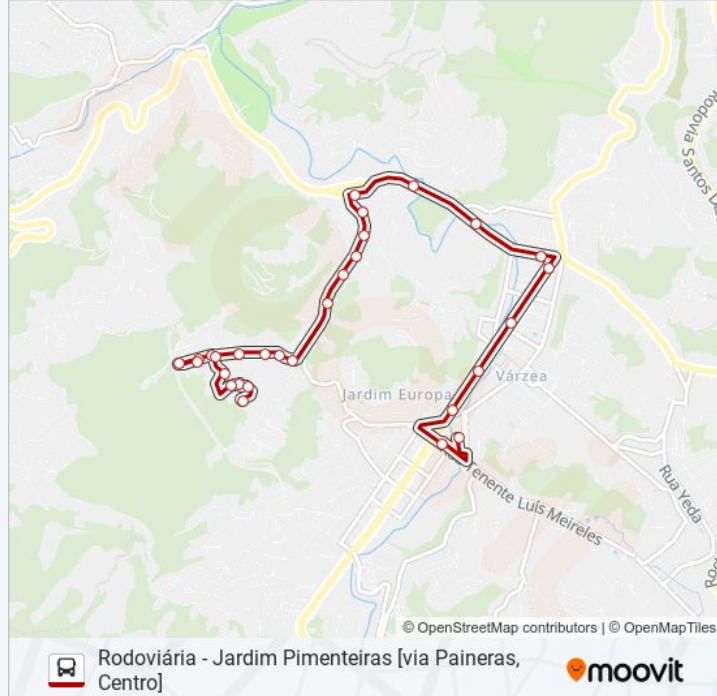 Rodovia Santos D
Várzea
Jardim Europa
Tenente Luís Meireles
Rua Yeda
Roo
© OpenStreetMap contributors | © OpenMapTiles
Rodoviária - Jardim Pimenteiras [via Paineras,
Centro]
moovit